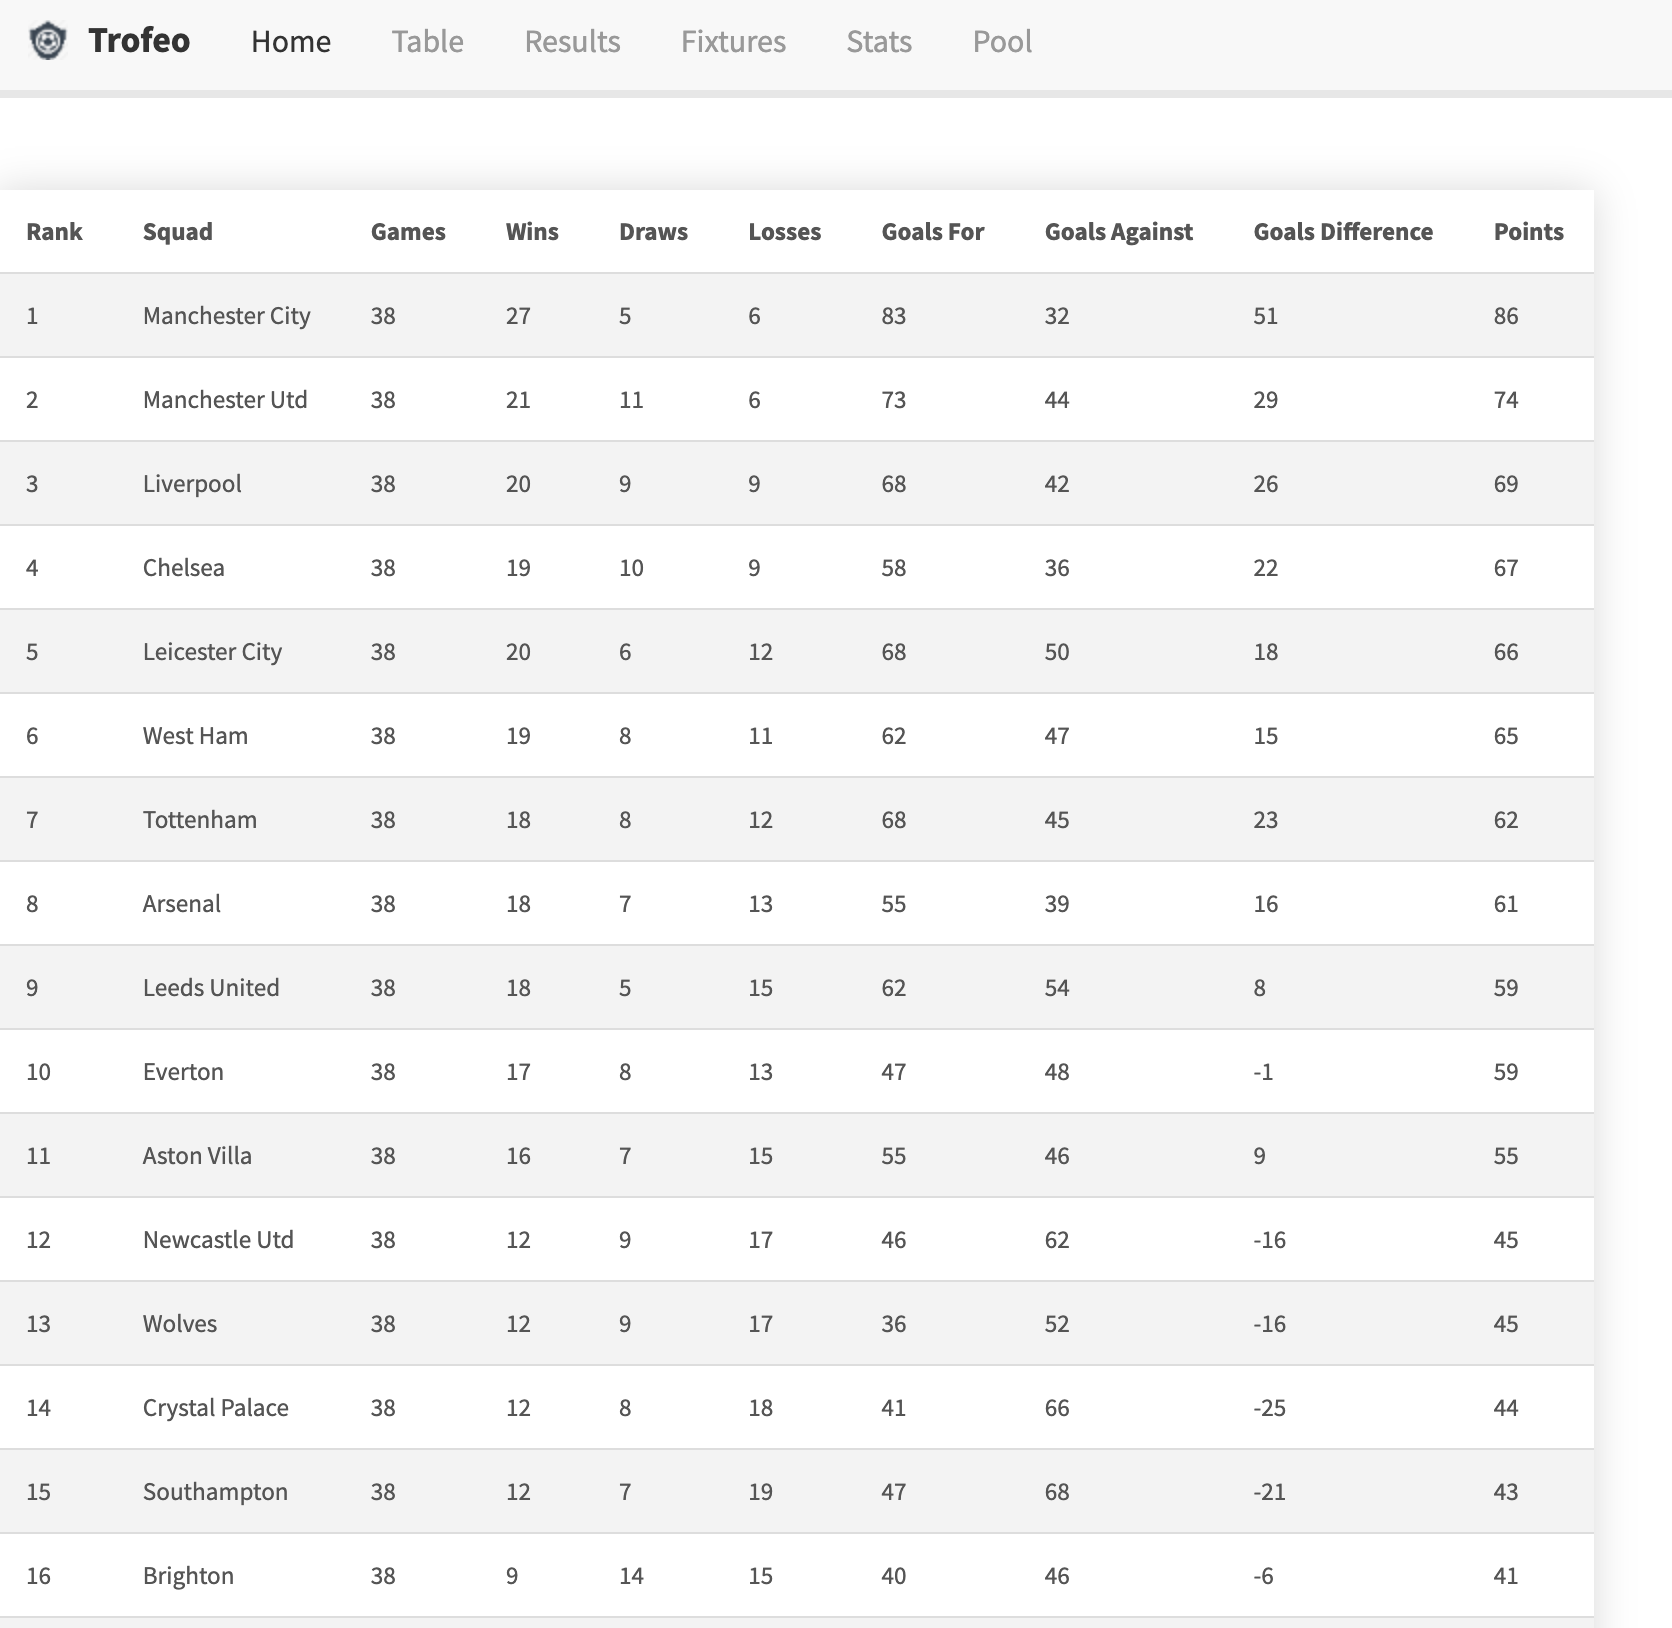 Trofeo Home Table Results Fixtures Stats Pool
Rank Squad Games Wins Draws Losses Goals For Goals Against Goals Difference Points
1 Manchester City 38 27 5 6 83 32 51 86
2 Manchester Utd 38 21 11 6 73 44 29 74
3 Liverpool 38 20 9 9 68 42 26 69
4 Chelsea 38 19 10 9 58 36 22 67
5 Leicester City 38 20 6 12 68 50 18 66
6 West Ham 38 19 8 11 62 47 15 65
7 Tottenham 38 18 8 12 68 45 23 62
8 Arsenal 38 18 7 13 55 39 16 61
9 Leeds United 38 18 5 15 62 54 8 59
10 Everton 38 17 8 13 47 48 -1 59
11 Aston Villa 38 16 7 15 55 46 9 55
12 Newcastle Utd 38 12 9 17 46 62 -16 45
13 Wolves 38 12 9 17 36 52 -16 45
14 Crystal Palace 38 12 8 18 41 66 -25 44
15 Southampton 38 12 7 19 47 68 -21 43
16 Brighton 38 9 14 15 40 46 -6 41